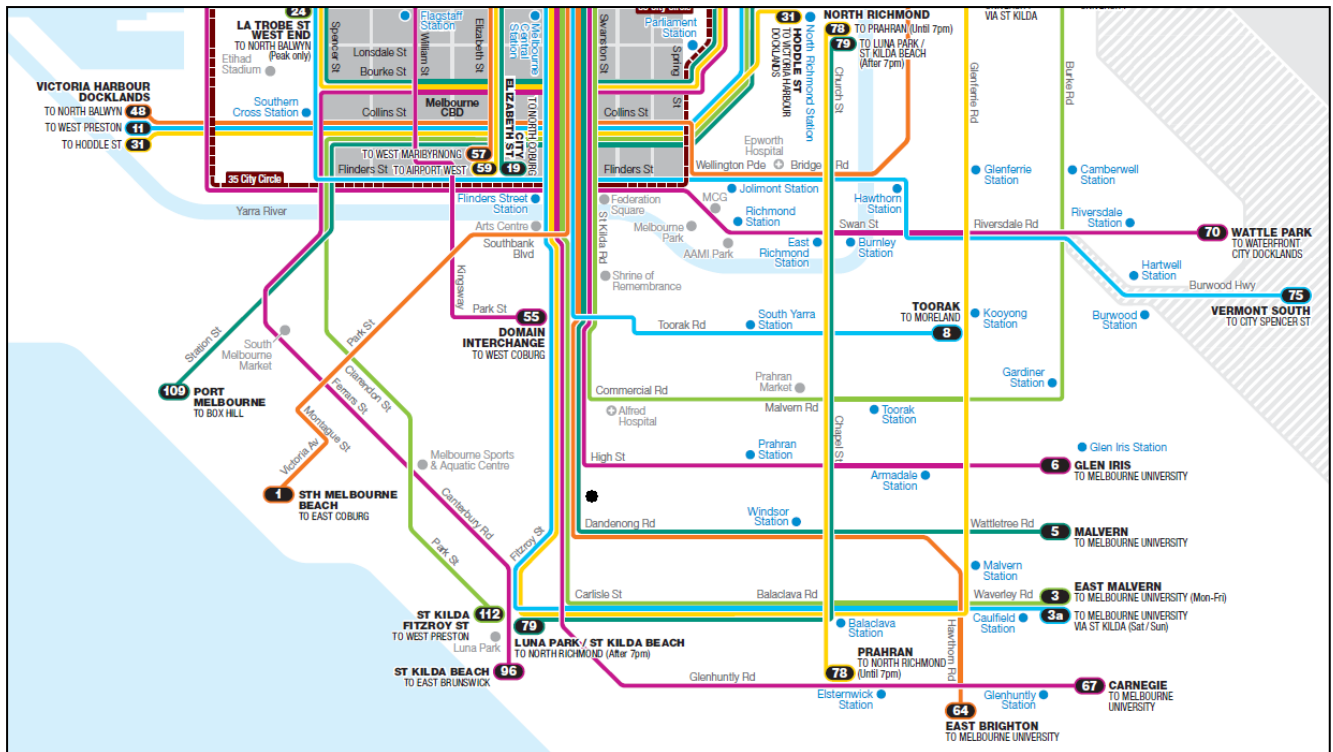 24
LA TROBE ST
WEST END
TO NORTH BALWYN
(Peak only)
Etihad
Stadium
Spencer St
Flagstaff
Station
William St
Elizabeth St
Melbourne
Central
Station
Lonsdale St
Bourke St
Swanston St
Parliament
Station
Spring
St
31
HODDLE ST
TO VICTORIA HARBOUR
DOCKLANDS
North Richmond Station
NORTH RICHMOND
78 TO PRAHRAN (Until 7pm)
79 TO LUNA PARK /
ST KILDA BEACH
(After 7pm)
Church St
VIA ST KILDA
Glenferrie Rd
Burke Rd
VICTORIA HARBOUR
DOCKLANDS
TO NORTH BALWYN 48
TO WEST PRESTON 11
TO HODDLE ST 31
Southern
Cross Station
Collins St
Melbourne
CBD
CITY
ELIZABETH ST
TO NORTH COBURG
Collins St
TO WEST MARIBYRNONG 57
Flinders St
TO AIRPORT WEST 59
19
Flinders St
35 City Circle
Epworth
Hospital
Wellington Pde
Bridge Rd
Glenferrie
Station
Camberwell
Station
Yarra River
Flinders Street
Station
Federation
Square
Jolimont Station
MCG
Richmond
Station
Hawthorn
Station
Riversdale
Station
Arts Centre
Southbank
Blvd
St Kilda Rd
Melbourne
Park
AAMI Park
Swan St
Riversdale Rd
70 WATTLE PARK
TO WATERFRONT
CITY DOCKLANDS
East
Richmond
Station
Burnley
Station
Hartwell
Station
Kingsway
Shrine of
Remembrance
Burwood Hwy
75
VERMONT SOUTH
TO CITY SPENCER ST
Burwood
Station
Park St
55
DOMAIN
INTERCHANGE
TO WEST COBURG
South Yarra
Station
Toorak Rd
TOORAK
TO MORELAND
8
Kooyong
Station
Station St
South
Melbourne
Market
Park St
Clarendon St
Ferrars St
109 PORT
MELBOURNE
TO BOX HILL
Prahran
Market
Commercial Rd
Malvern Rd
Gardiner
Station
Alfred
Hospital
Toorak
Station
Montague St
Victoria Av
Chapel St
Melbourne Sports
& Aquatic Centre
High St
Prahran
Station
Glen Iris Station
6 GLEN IRIS
TO MELBOURNE UNIVERSITY
Armadale
Station
1 STH MELBOURNE
BEACH
TO EAST COBURG
Canterbury Rd
Windsor
Station
Dandenong Rd
Wattletree Rd
5 MALVERN
TO MELBOURNE UNIVERSITY
Fitzroy St
Park St
Malvern
Station
Carlisle St
Balaclava Rd
Waverley Rd
3 EAST MALVERN
TO MELBOURNE UNIVERSITY (Mon-Fri)
3a TO MELBOURNE UNIVERSITY
VIA ST KILDA (Sat / Sun)
112
ST KILDA
FITZROY ST
TO WEST PRESTON
Luna Park
79
LUNA PARK / ST KILDA BEACH
TO NORTH RICHMOND (After 7pm)
Balaclava
Station
Caulfield
Station
Hawthorn Rd
ST KILDA BEACH 96
TO EAST BRUNSWICK
PRAHRAN
TO NORTH RICHMOND
78 (Until 7pm)
Glenhuntly Rd
Elsternwick
Station
Glenhuntly
Station
67 CARNEGIE
TO MELBOURNE
UNIVERSITY
64
EAST BRIGHTON
TO MELBOURNE UNIVERSITY